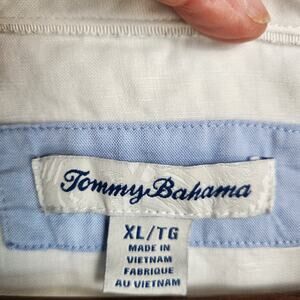 Tommy Bahama
XL/TG
MADE IN
VIETNAM
FABRIQUE
AU VIETNAM